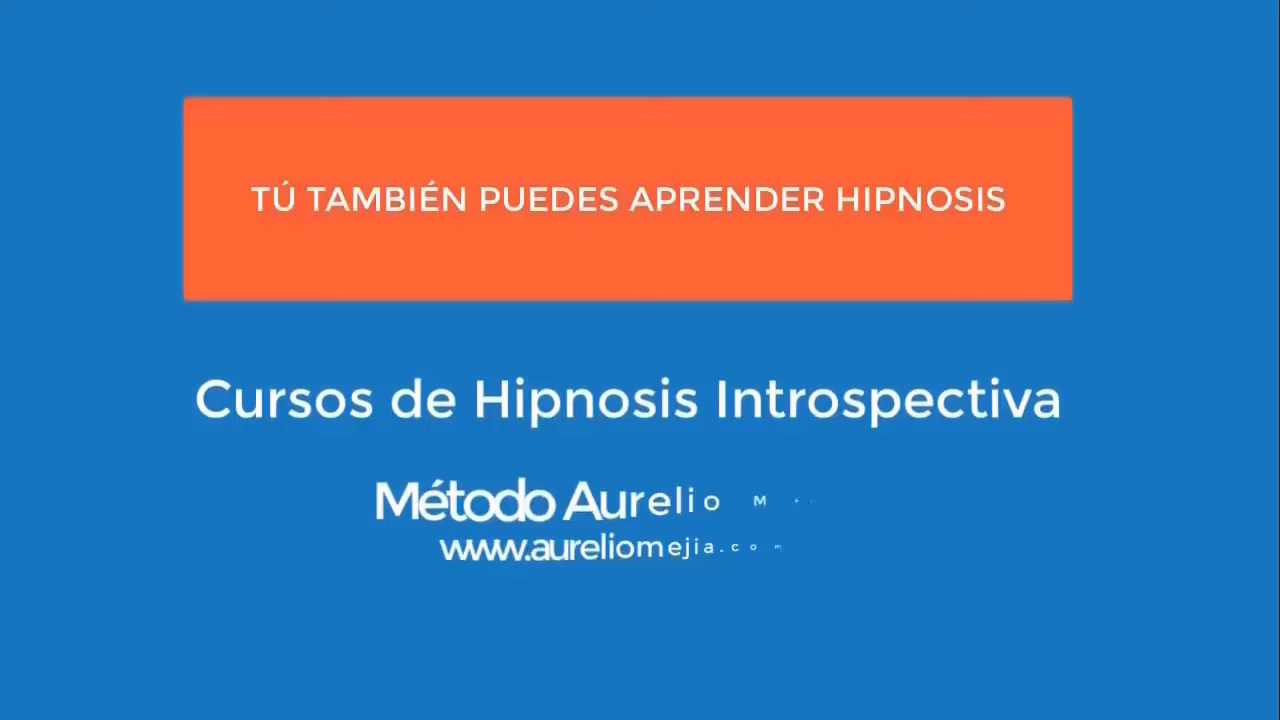 TÚ TAMBIÉN PUEDES APRENDER HIPNOSIS
Cursos de Hipnosis Introspectiva
Método Aurelio M
www.aureliomejia.com